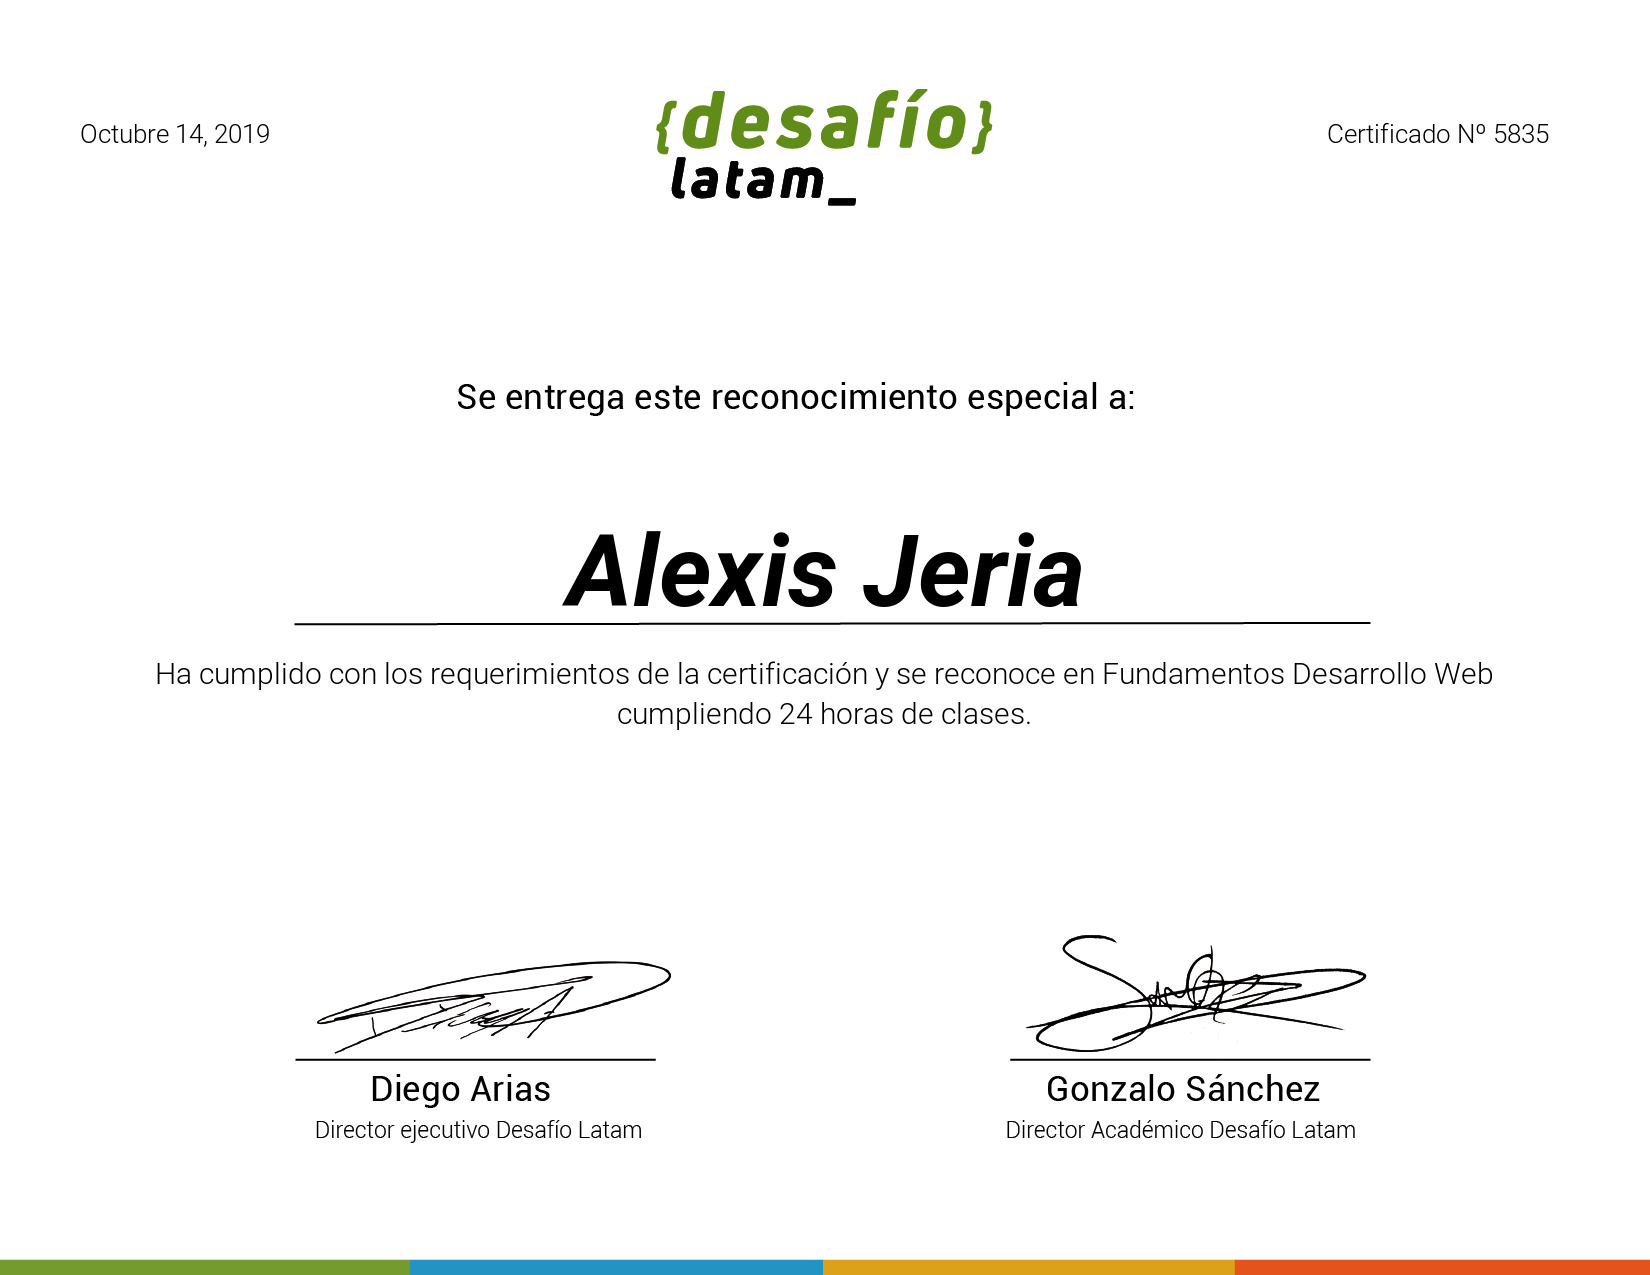 Octubre 14, 2019
{desafío}
latam_
Certificado Nº 5835
Se entrega este reconocimiento especial a:
Alexis Jeria
Ha cumplido con los requerimientos de la certificación y se reconoce en Fundamentos Desarrollo Web
cumpliendo 24 horas de clases.
Diego Arias
Director ejecutivo Desafío Latam
Gonzalo Sánchez
Director Académico Desafío Latam